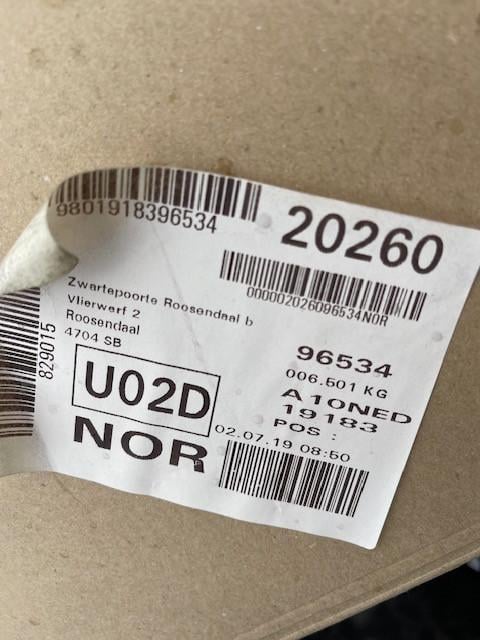 9801918396534
20260
000002026096534NOR
Zwartepoorte Roosendaal b
Vlierwerf 2
Roosendaal
4704 SB
829015
96534
006.501 KG
A10NED
19183
POS :
U02D
NOR
02.07.19 08:50